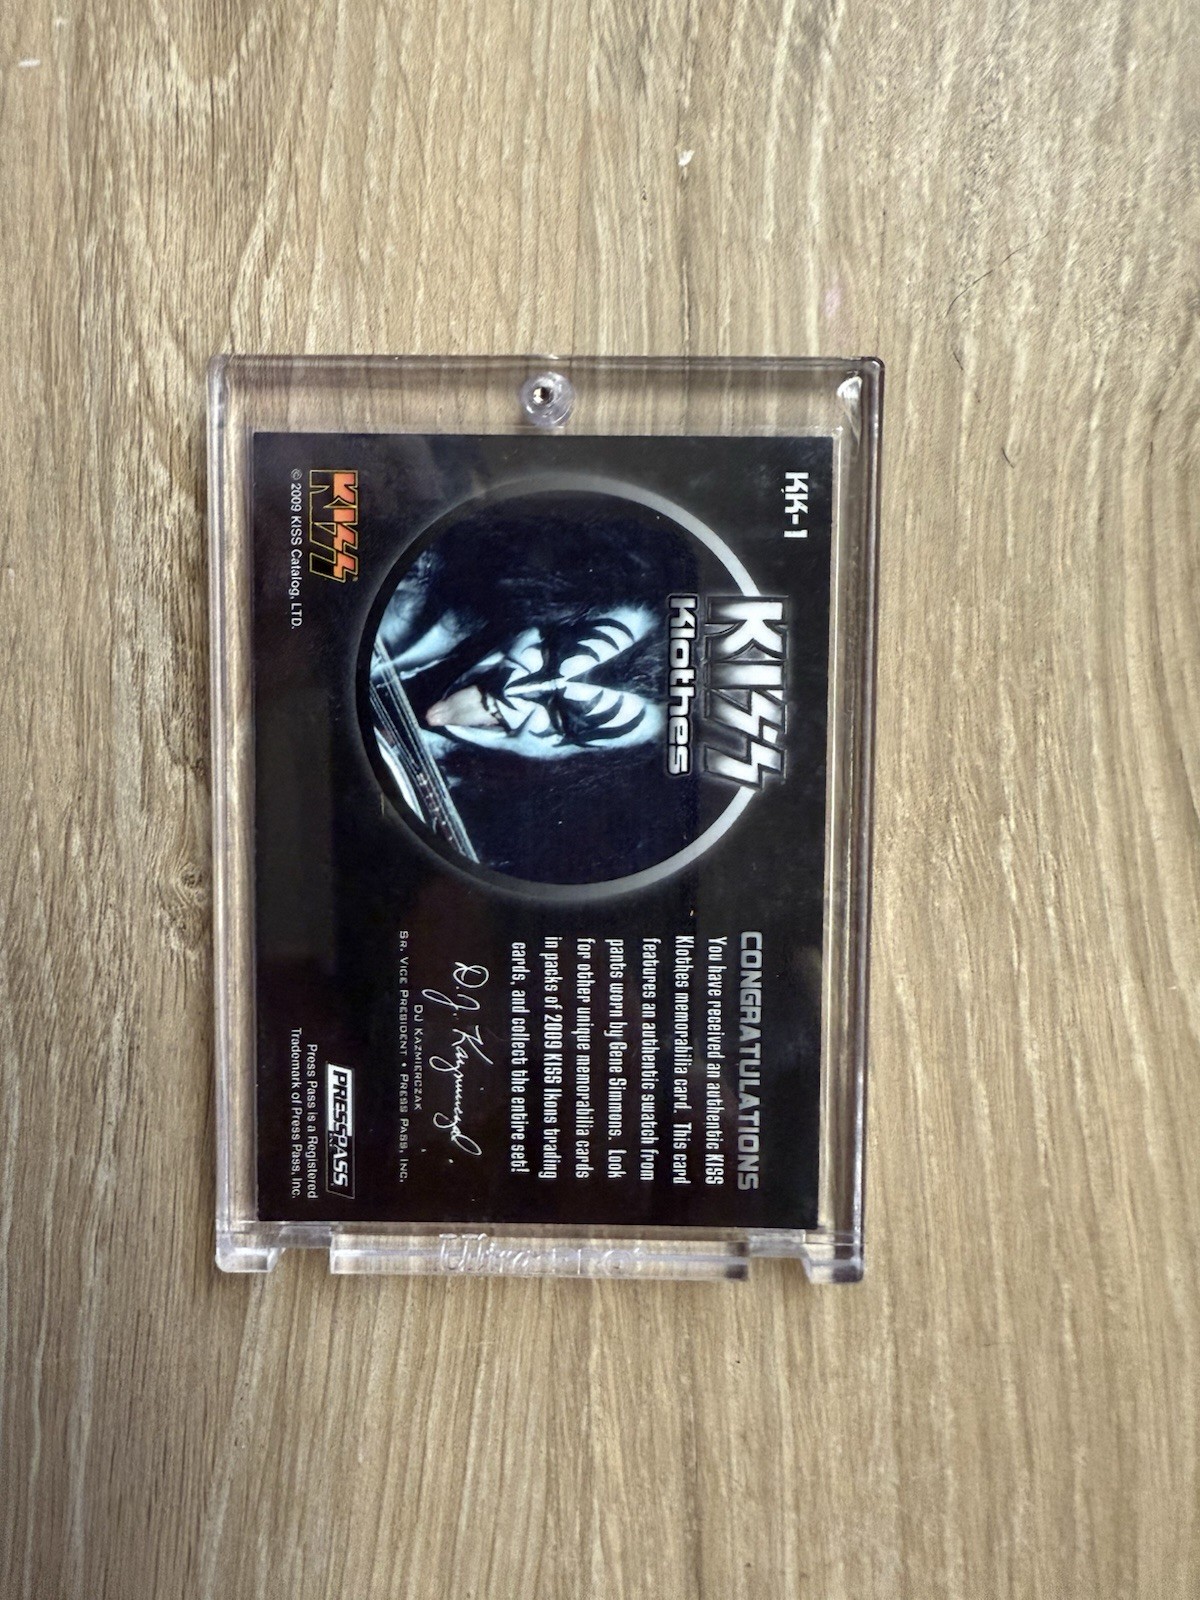 KK-1
KISS
Klothes
CONGRATULATIONS
You have received an authentic KISS
Klothes memorabilia card. This card
features an authentic swatch from
pants worn by Gene Simmons. Look
for other unique memorabilia cards
in packs of 2009 KISS Ikons trading
cards, and collect the entire set!
D.J. Kazmierczak
DJ KAZMIERCZAK
SR. VICE PRESIDENT • PRESS PASS, INC.
KISS
© 2009 KISS Catalog, LTD.
PRESS PASS
Press Pass is a Registered
Trademark of Press Pass, Inc.
Ultra PRO